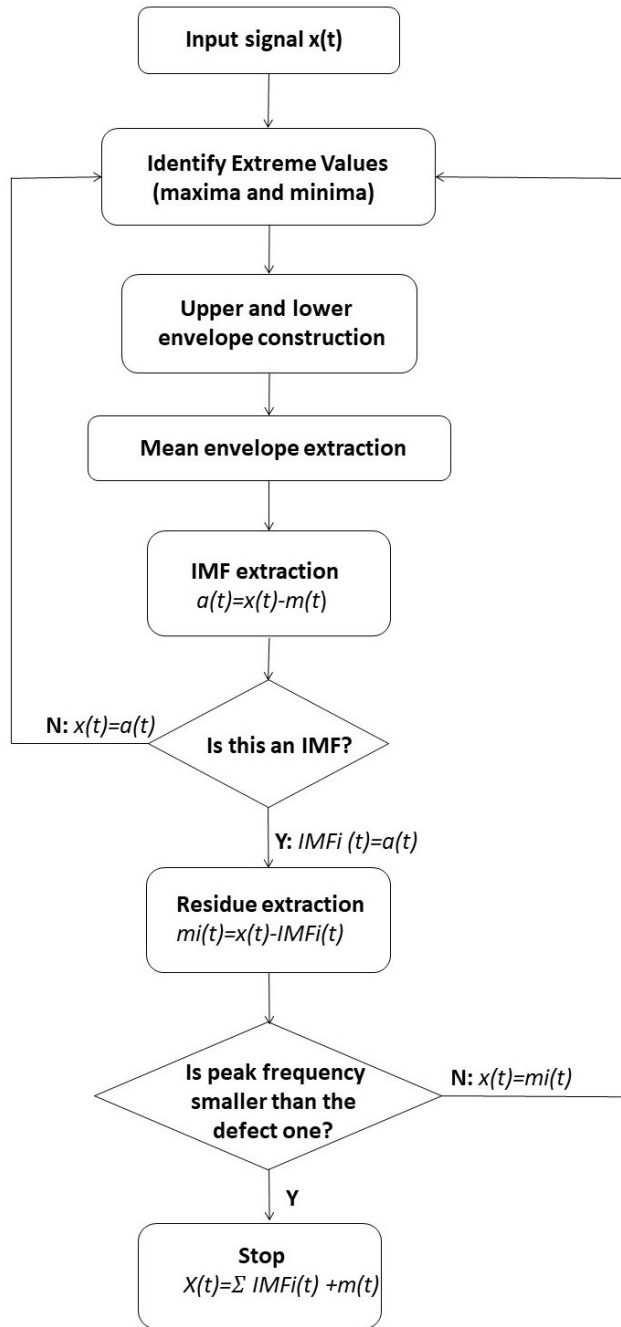 Input signal x(t)
Identify Extreme Values
(maxima and minima)
Upper and lower
envelope construction
Mean envelope extraction
IMF extraction
a(t)=x(t)-m(t)
Is this an IMF?
N: x(t)=a(t)
Y: IMFi (t)=a(t)
Residue extraction
mi(t)=x(t)-IMFi(t)
Is peak frequency
smaller than the
defect one?
N: x(t)=mi(t)
Y
Stop
X(t)=Σ IMFi(t) +m(t)